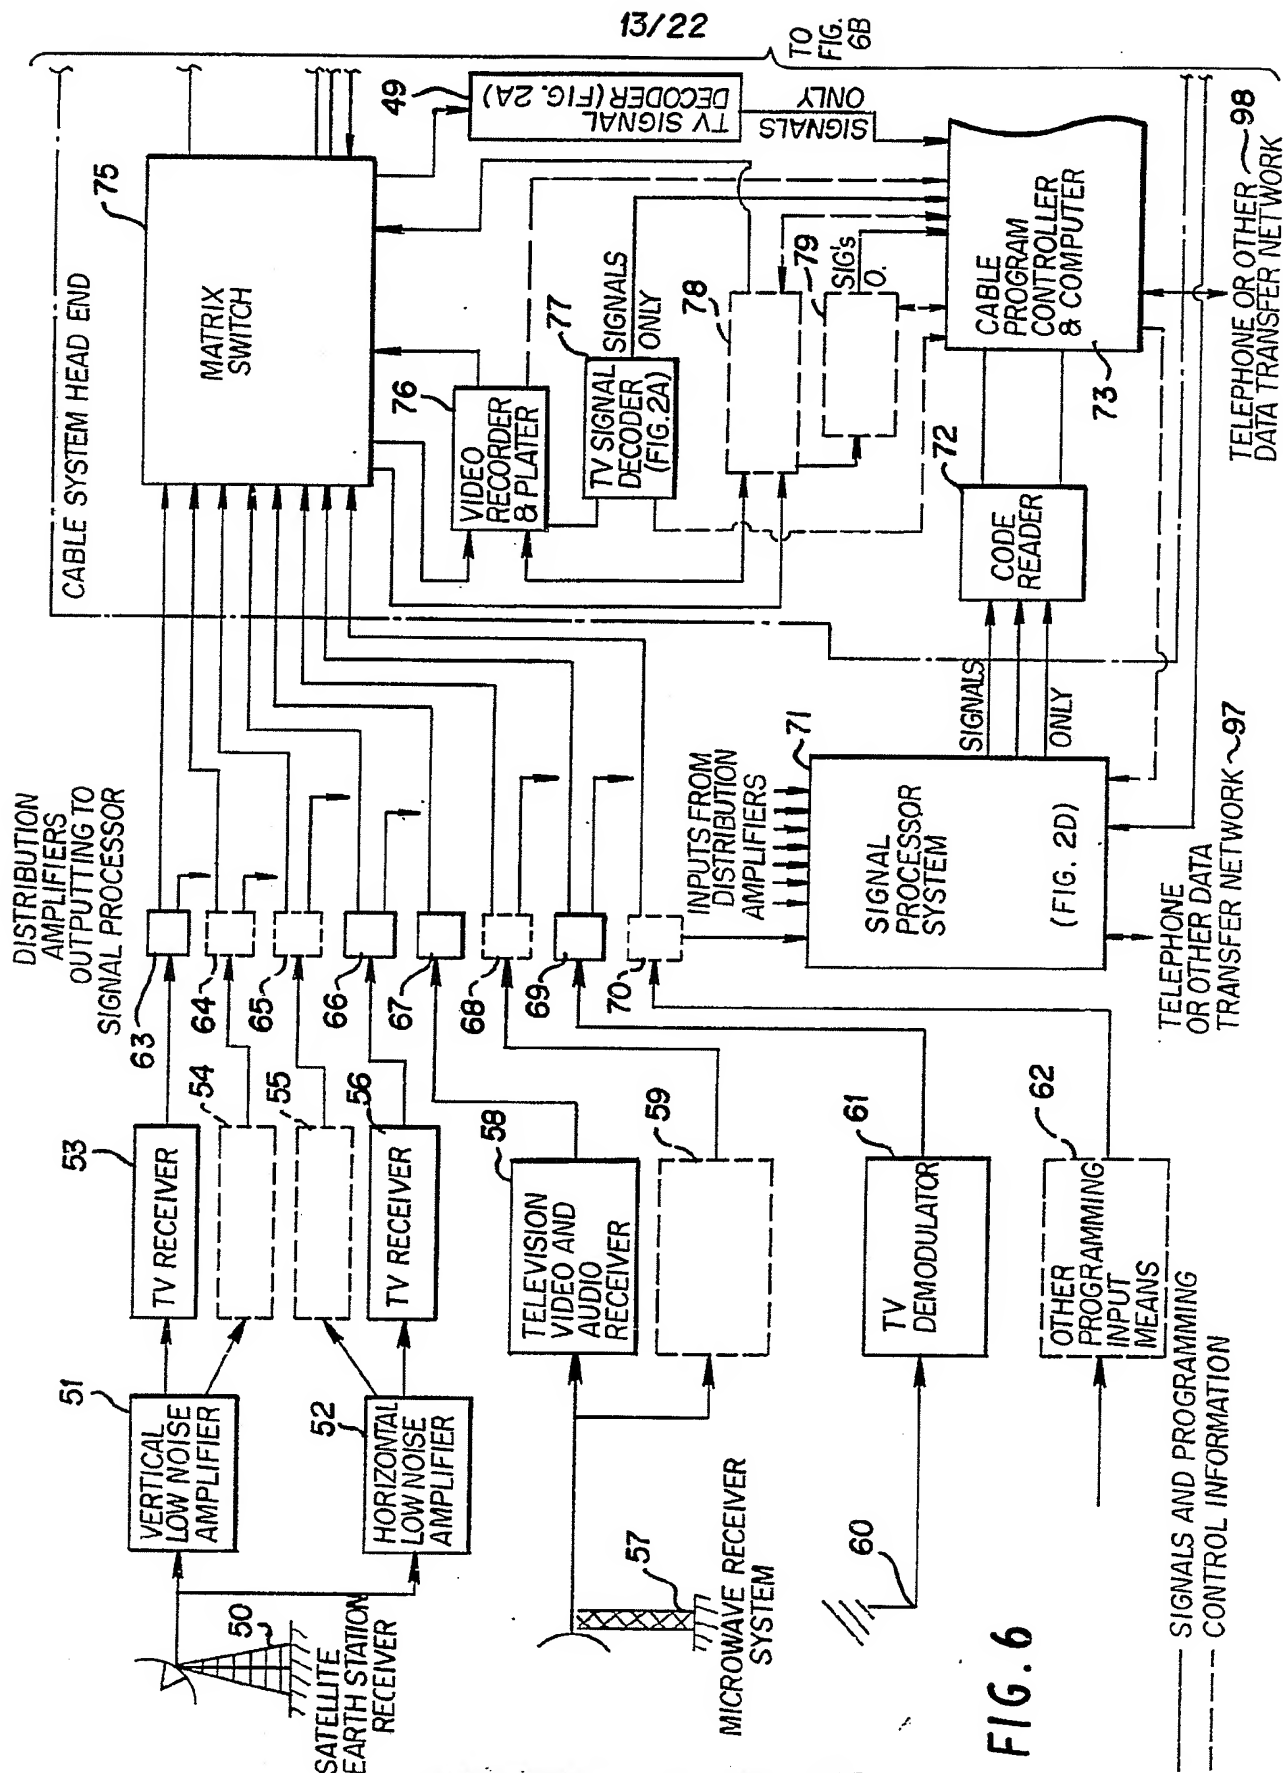 13/22
TO
FIG.
6B
CABLE SYSTEM HEAD END
75
MATRIX
SWITCH
49
TV SIGNAL
DECODER (FIG. 2A)
SIGNALS
ONLY
76
VIDEO
RECORDER
& PLATER
77
TV SIGNAL
DECODER
(FIG. 2A)
SIGNALS
ONLY
78
79
SIG's
O.
CABLE
PROGRAM
CONTROLLER
& COMPUTER
73
72
CODE
READER
TELEPHONE OR OTHER
DATA TRANSFER NETWORK
98
DISTRIBUTION
AMPLIFIERS
OUTPUTTING TO
SIGNAL PROCESSOR
63
64
65
66
67
68
69
70
INPUTS FROM
DISTRIBUTION
AMPLIFIERS
71
SIGNAL
PROCESSOR
SYSTEM
(FIG. 2D)
SIGNALS
ONLY
TELEPHONE
OR OTHER DATA
TRANSFER NETWORK
97
53
TV RECEIVER
54
55
56
TV RECEIVER
58
TELEVISION
VIDEO AND
AUDIO
RECEIVER
59
61
TV
DEMODULATOR
62
OTHER
PROGRAMMING
INPUT
MEANS
51
VERTICAL
LOW NOISE
AMPLIFIER
52
HORIZONTAL
LOW NOISE
AMPLIFIER
50
SATELLITE
EARTH STATION
RECEIVER
57
MICROWAVE RECEIVER
SYSTEM
60
FIG. 6
SIGNALS AND PROGRAMMING
CONTROL INFORMATION